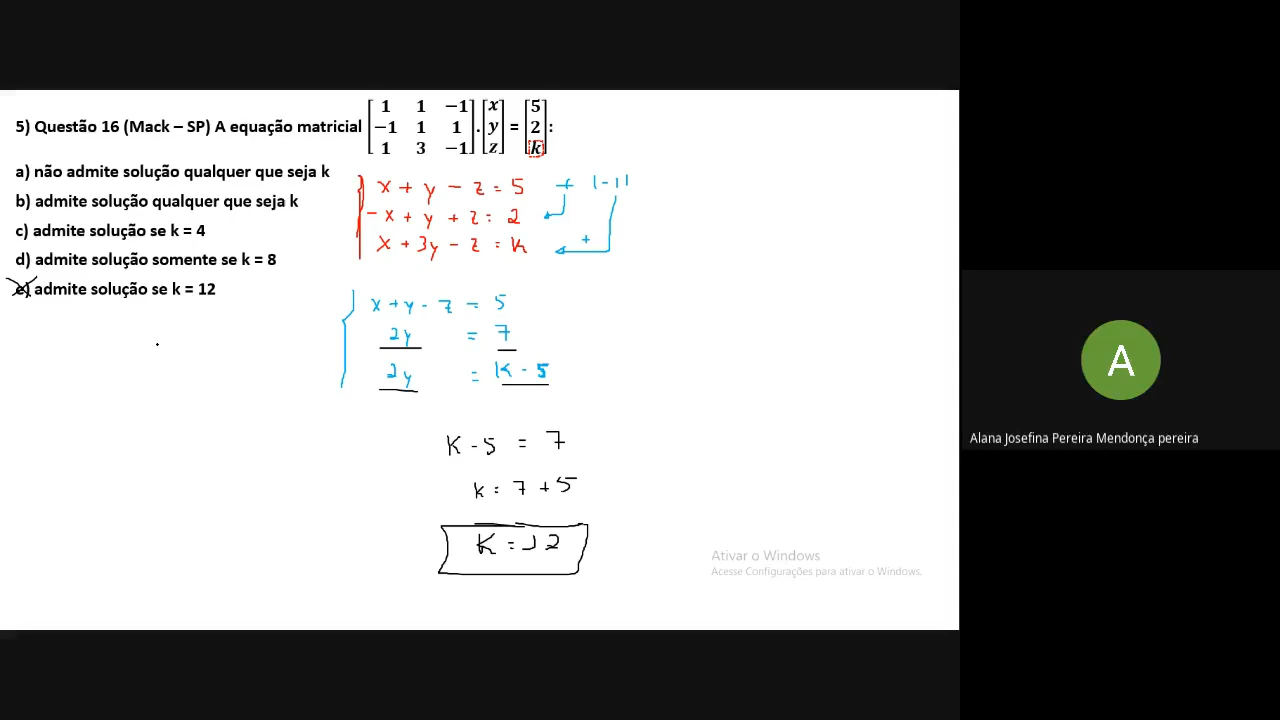 5) Questão 16 (Mack – SP) A equação matricial [1 1 −1; −1 1 1; 1 3 −1] . [x; y; z] = [5; 2; k] :
a) não admite solução qualquer que seja k
b) admite solução qualquer que seja k
c) admite solução se k = 4
d) admite solução somente se k = 8
e) admite solução se k = 12
x + y - z = 5 + (-1)
- x + y + z = 2
x + 3y - z = k +
x + y - z = 5
2y = 7
2y = k - 5
K - 5 = 7
k = 7 + 5
K = 12
A
Alana Josefina Pereira Mendonça pereira
Ativar o Windows
Acesse Configurações para ativar o Windows.